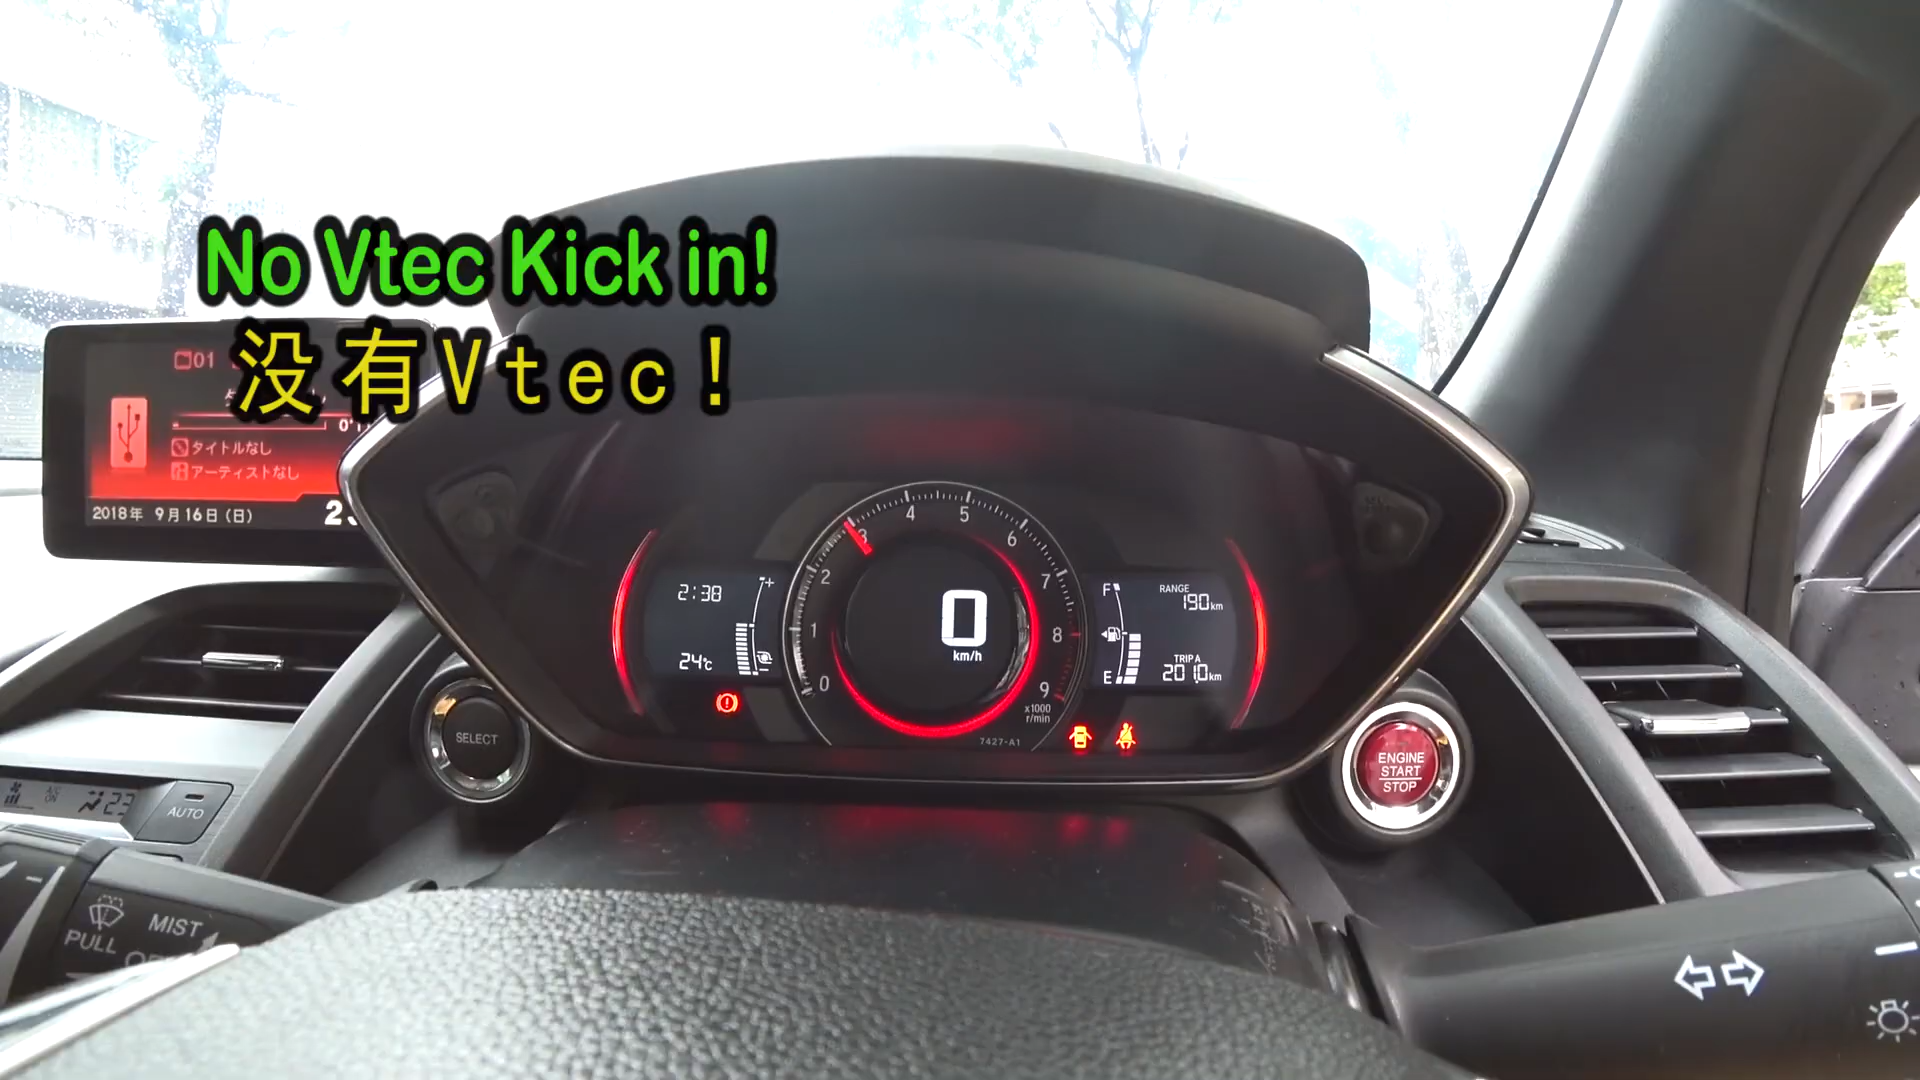 No Vtec Kick in!
没有Vtec！
01
タイトルなし
アーティストなし
2018年 9月16日（日）
2:38
24℃
0 1 2 3 4 5 6 7 8 9
x1000
r/min
7427-A1
0
km/h
F
E
RANGE
190km
TRIP A
201.0km
SELECT
ENGINE
START
STOP
A/C
ON
23
AUTO
MIST
PULL